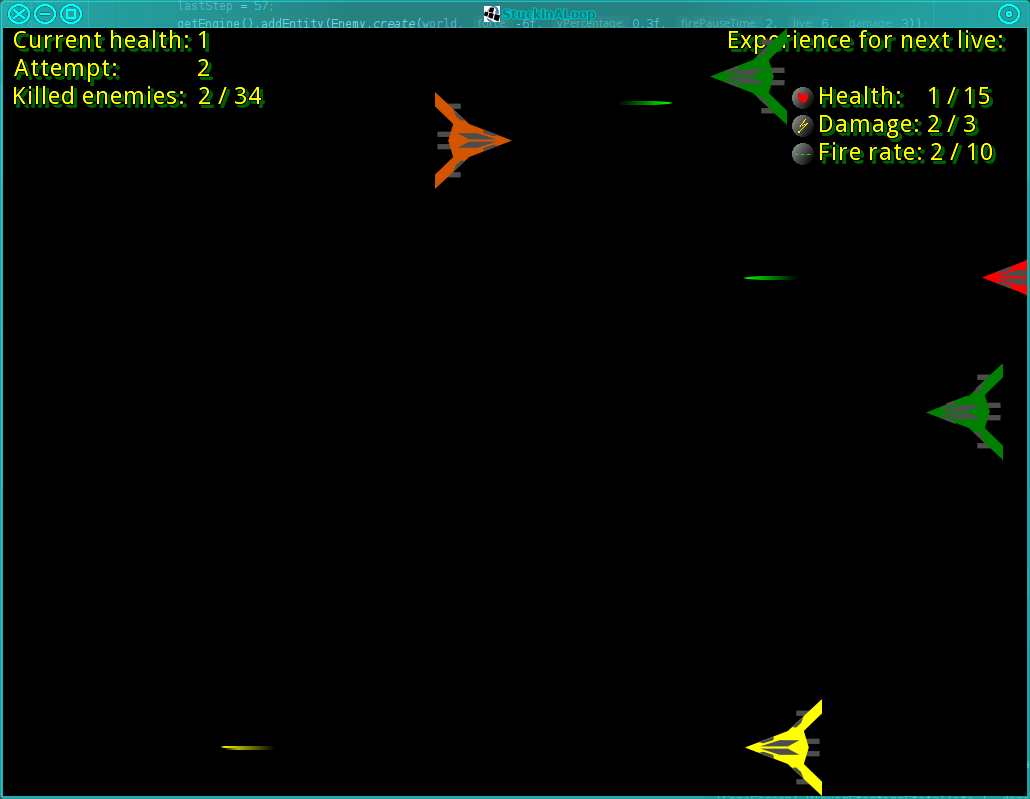 lastStep = 57;
StuckInALoop
getEngine().addEntity(Enemy.create(world, -6f, yPercentage: 0.3f, firePauseTime: 2, live: 6, damage: 3));
Current health: 1
Attempt: 2
Killed enemies: 2 / 34
Experience for next live:
Health: 1 / 15
Damage: 2 / 3
Fire rate: 2 / 10